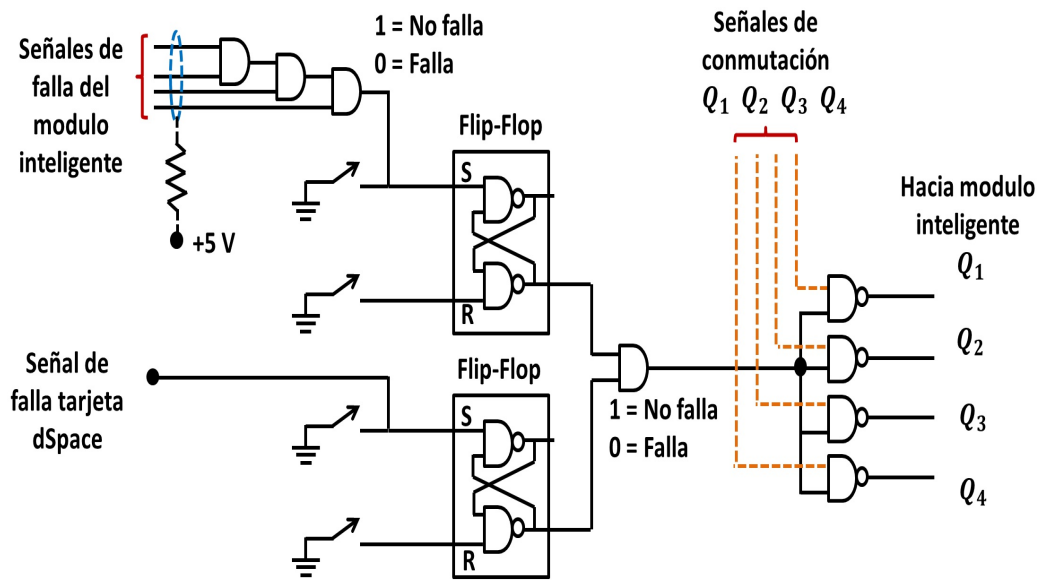 Señales de
falla del
modulo
inteligente
+5 V
1 = No falla
0 = Falla
Flip-Flop
S
R
Señal de
falla tarjeta
dSpace
Flip-Flop
S
R
1 = No falla
0 = Falla
Señales de
conmutación
Q1 Q2 Q3 Q4
Hacia modulo
inteligente
Q1
Q2
Q3
Q4